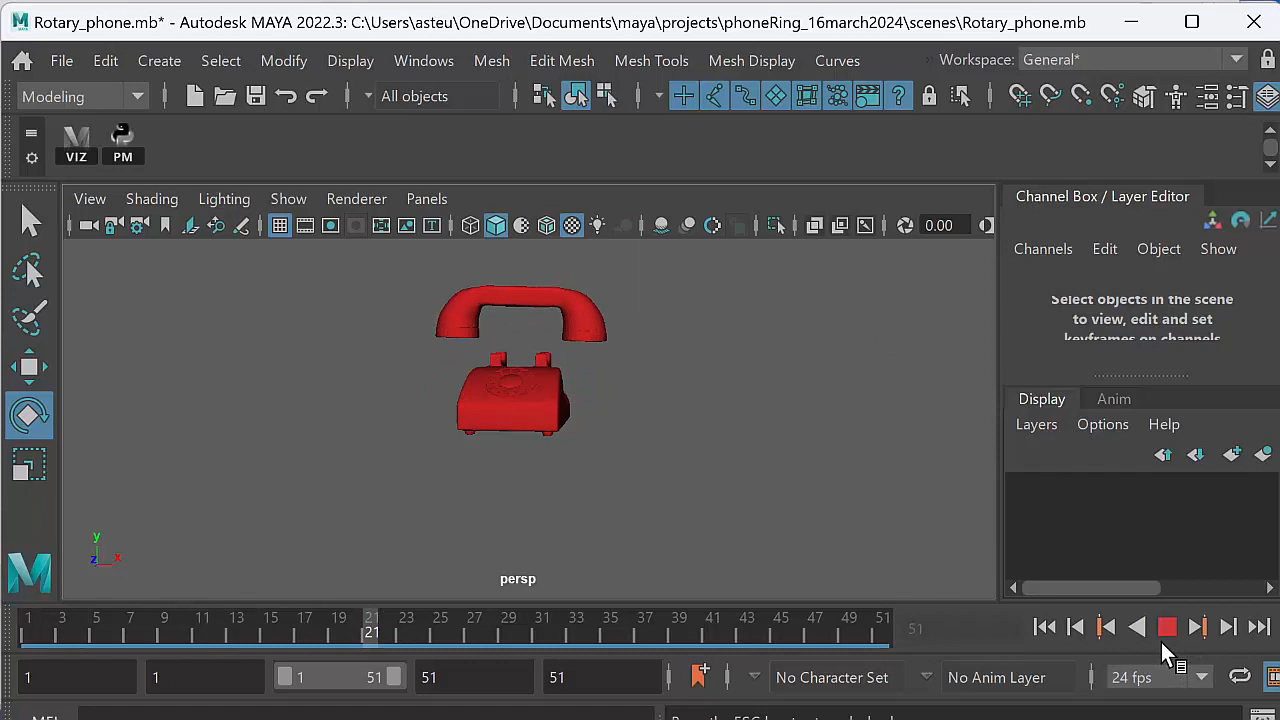 Rotary_phone.mb* - Autodesk MAYA 2022.3: C:\Users\asteu\OneDrive\Documents\maya\projects\phoneRing_16march2024\scenes\Rotary_phone.mb
File Edit Create Select Modify Display Windows Mesh Edit Mesh Mesh Tools Mesh Display Curves Workspace: General*
Modeling All objects
VIZ PM
View Shading Lighting Show Renderer Panels
0.00
Channel Box / Layer Editor
Channels Edit Object Show
Select objects in the scene
to view, edit and set
keyframes on channels
Display Anim
Layers Options Help
y
z x
persp
1 3 5 7 9 11 13 15 17 19 21 23 25 27 29 31 33 35 37 39 41 43 45 47 49 51
21 51
1 1 1 51 51 51 No Character Set No Anim Layer 24 fps